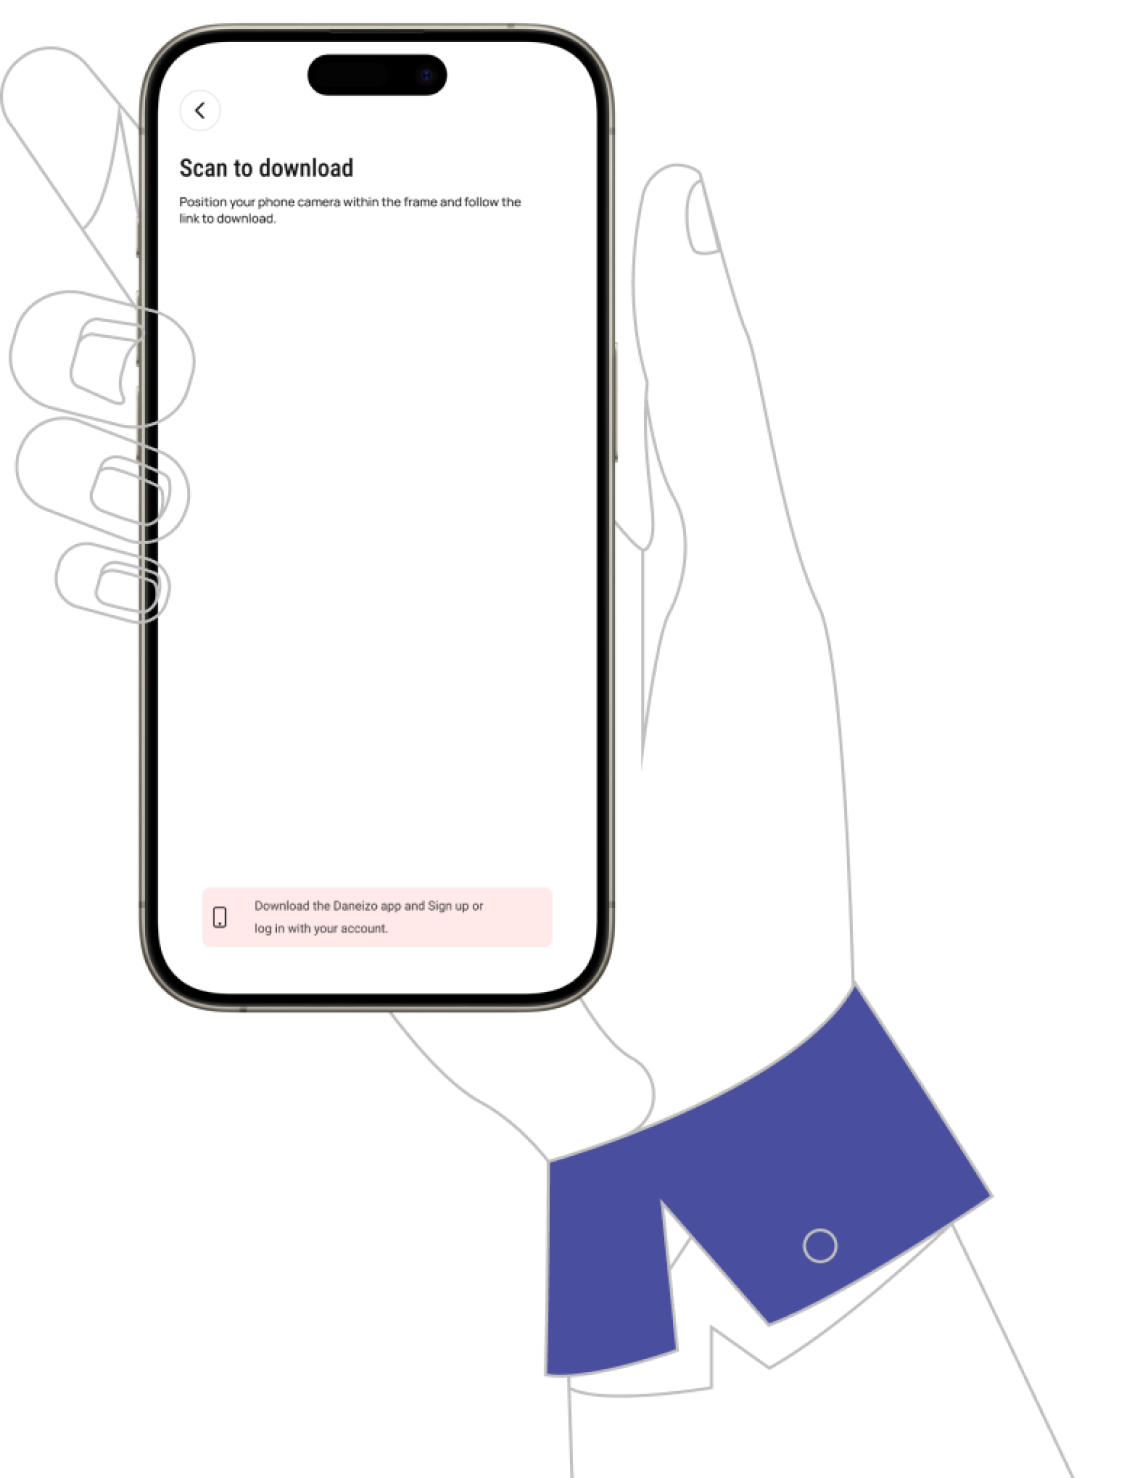 Scan to download
Position your phone camera within the frame and follow the
link to download.
Download the Daneizo app and Sign up or
log in with your account.